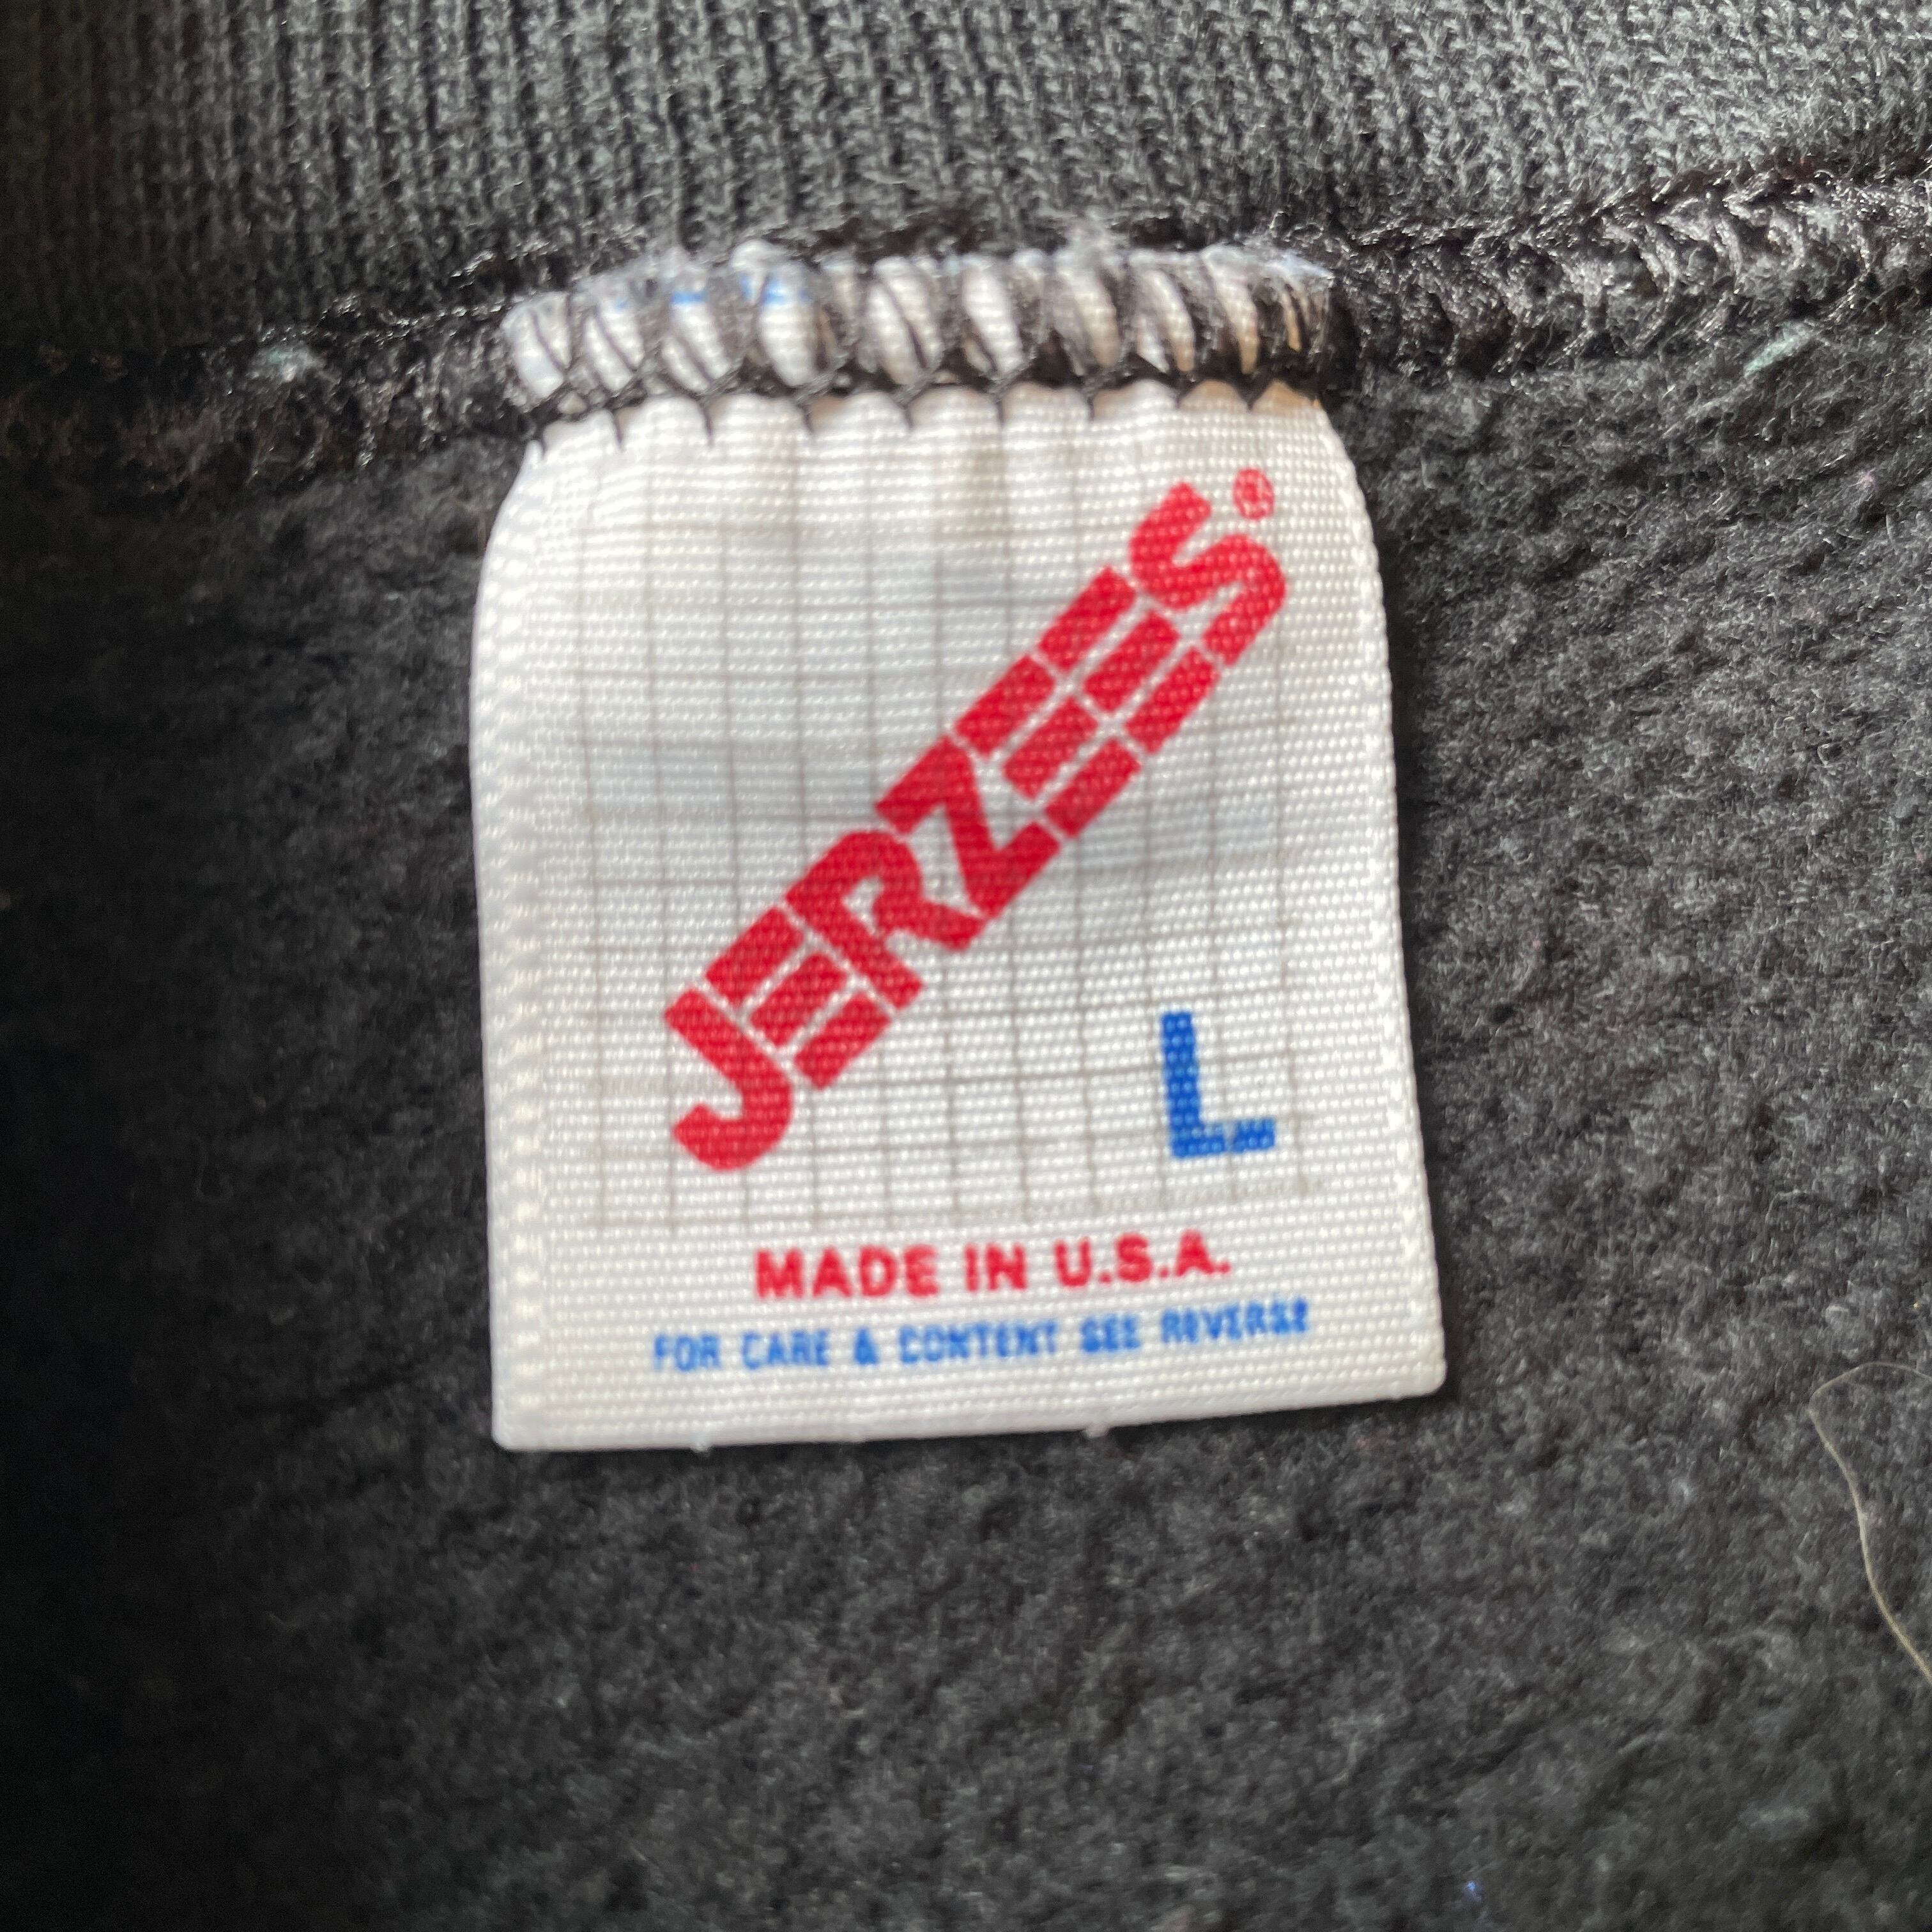 JERZEES®
L
MADE IN U.S.A.
FOR CARE & CONTENT SEE REVERSE